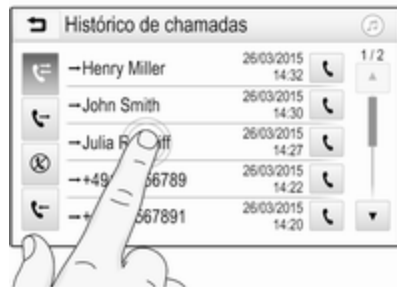 Histórico de chamadas
1/2
→Henry Miller 26/03/2015 14:32
→John Smith 26/03/2015 14:30
→Julia 26/03/2015 14:27
26/03/2015 14:22
26/03/2015 14:20